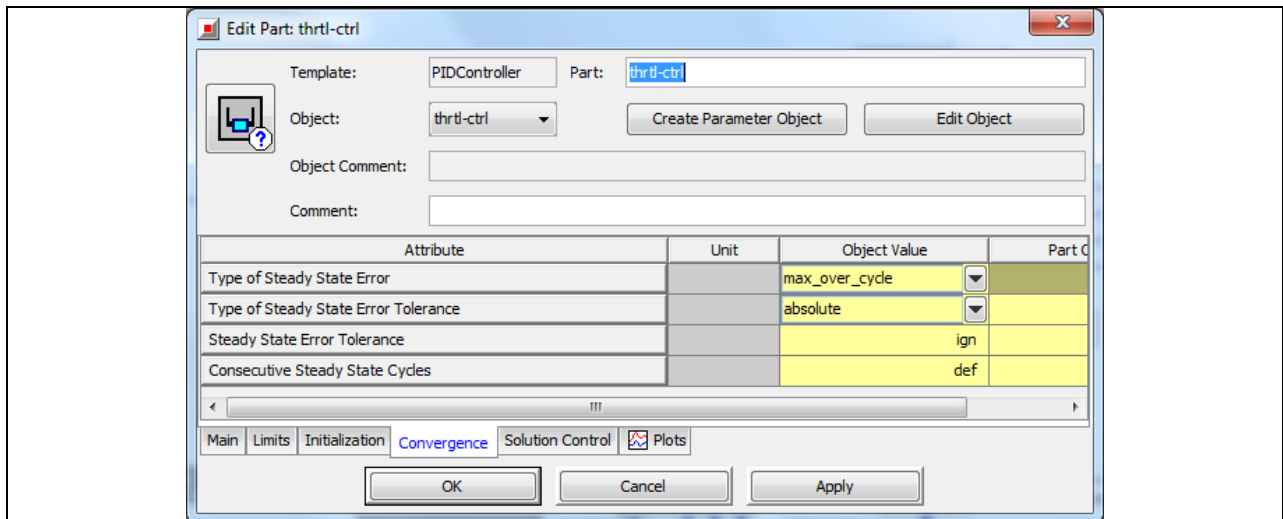 Edit Part: thrtl-ctrl
x
Template: PIDController Part: thrtl-ctrl
Object: thrtl-ctrl Create Parameter Object Edit Object
?
Object Comment:
Comment:
Attribute Unit Object Value Part O
Type of Steady State Error max_over_cycle
Type of Steady State Error Tolerance absolute
Steady State Error Tolerance ign
Consecutive Steady State Cycles def
Main Limits Initialization Convergence Solution Control Plots
OK Cancel Apply